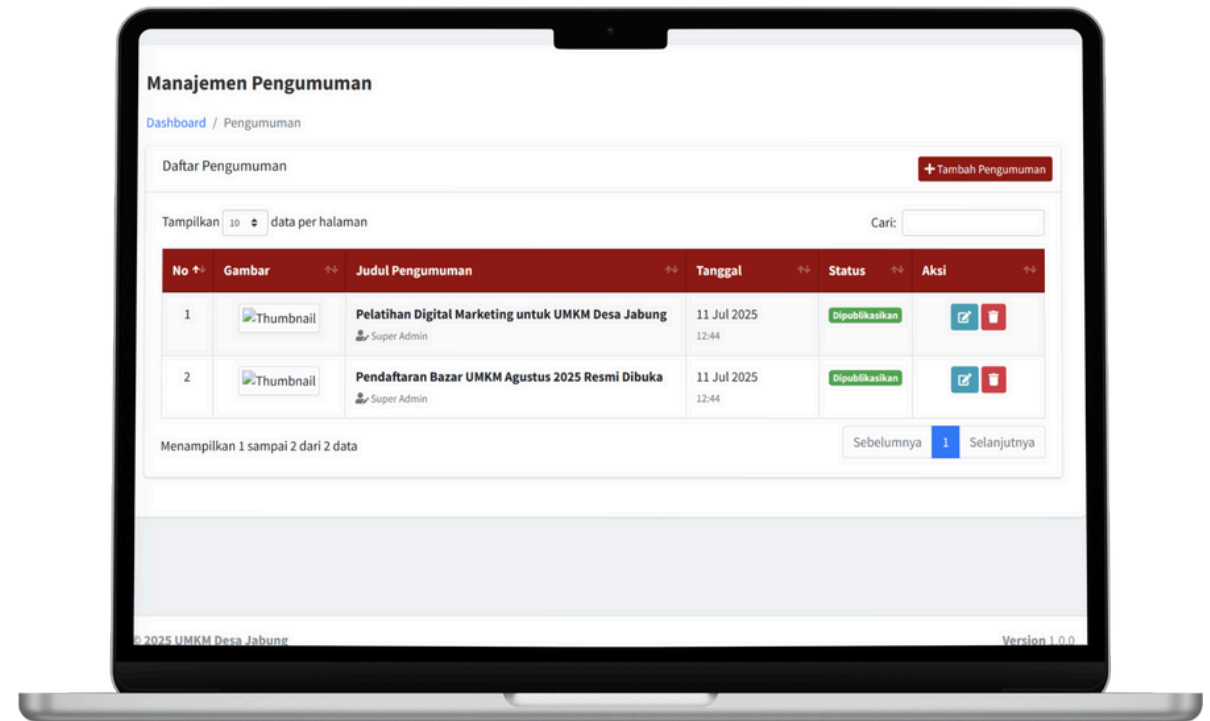 Manajemen Pengumuman
Dashboard / Pengumuman
Daftar Pengumuman
Tambah Pengumuman
Tampilkan 10 data per halaman
Cari:
No Gambar Judul Pengumuman Tanggal Status Aksi
1 Thumbnail Pelatihan Digital Marketing untuk UMKM Desa Jabung 11 Jul 2025 Dipublikasikan
Super Admin 12:44
2 Thumbnail Pendaftaran Bazar UMKM Agustus 2025 Resmi Dibuka 11 Jul 2025 Dipublikasikan
Super Admin 12:44
Menampilkan 1 sampai 2 dari 2 data
Sebelumnya 1 Selanjutnya
© 2025 UMKM Desa Jabung
Version 1.0.0